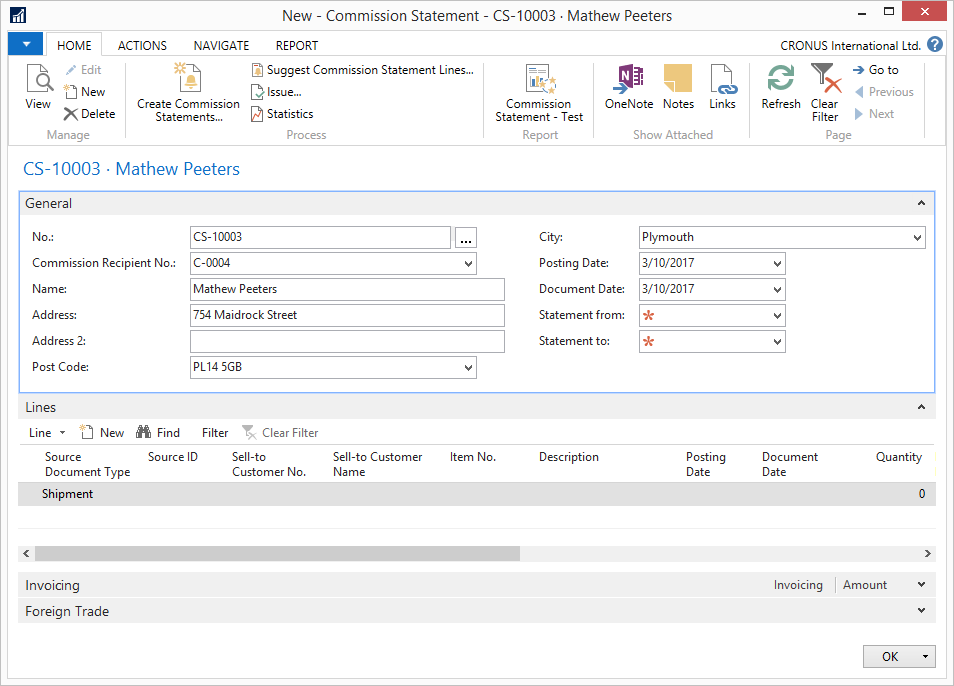 New - Commission Statement - CS-10003 · Mathew Peeters
HOME ACTIONS NAVIGATE REPORT
CRONUS International Ltd. ?
View
Edit
New
Delete
Manage
Create Commission
Statements...
Suggest Commission Statement Lines...
Issue...
Statistics
Process
Commission
Statement - Test
Report
N
OneNote
Notes
Links
Show Attached
Refresh
Clear
Filter
Go to
Previous
Next
Page
CS-10003 · Mathew Peeters
General
No.: CS-10003 ...
Commission Recipient No.: C-0004
Name: Mathew Peeters
Address: 754 Maidrock Street
Address 2:
Post Code: PL14 5GB
City: Plymouth
Posting Date: 3/10/2017
Document Date: 3/10/2017
Statement from: *
Statement to: *
Lines
Line New Find Filter Clear Filter
Source
Document Type
Source ID
Sell-to
Customer No.
Sell-to Customer
Name
Item No.
Description
Posting
Date
Document
Date
Quantity
Shipment 0
Invoicing Invoicing Amount
Foreign Trade
OK